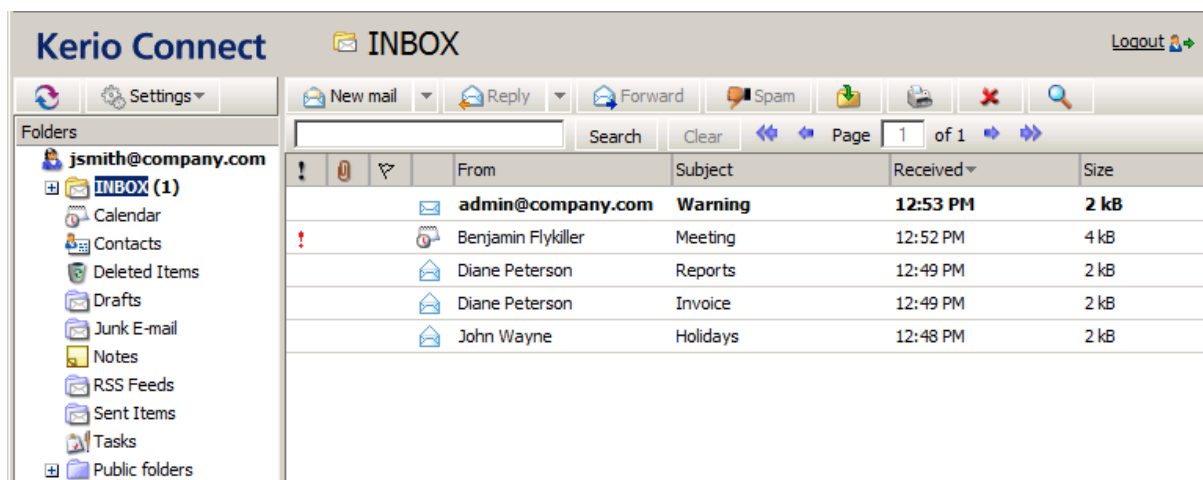 Kerio Connect INBOX Logout
Settings New mail Reply Forward Spam
Folders Search Clear Page 1 of 1
jsmith@company.com
! From Subject Received Size
INBOX (1)
admin@company.com Warning 12:53 PM 2 kB
Calendar
! Benjamin Flykiller Meeting 12:52 PM 4 kB
Contacts
Deleted Items
Diane Peterson Reports 12:49 PM 2 kB
Drafts
Diane Peterson Invoice 12:49 PM 2 kB
Junk E-mail
John Wayne Holidays 12:48 PM 2 kB
Notes
RSS Feeds
Sent Items
Tasks
Public folders